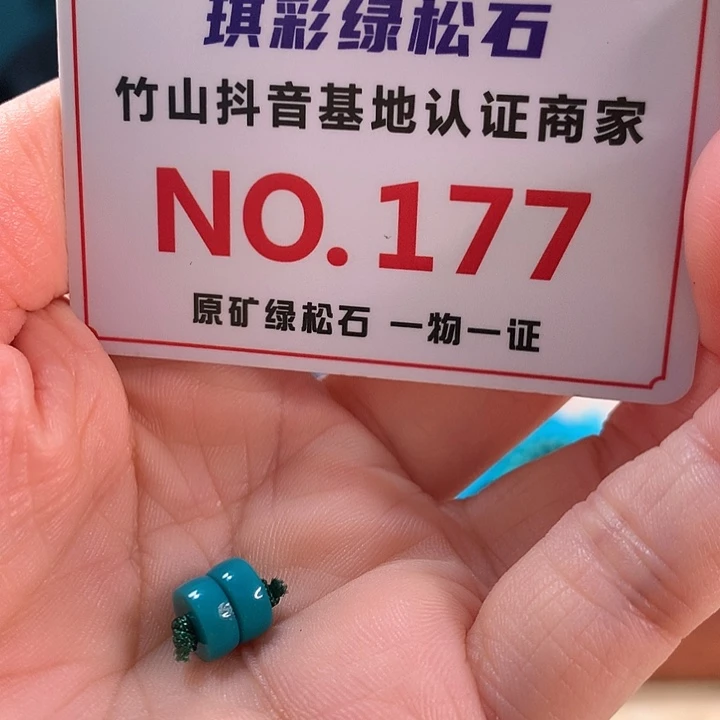 琪彩绿松石
竹山抖音基地认证商家
NO.177
原矿绿松石 一物一证